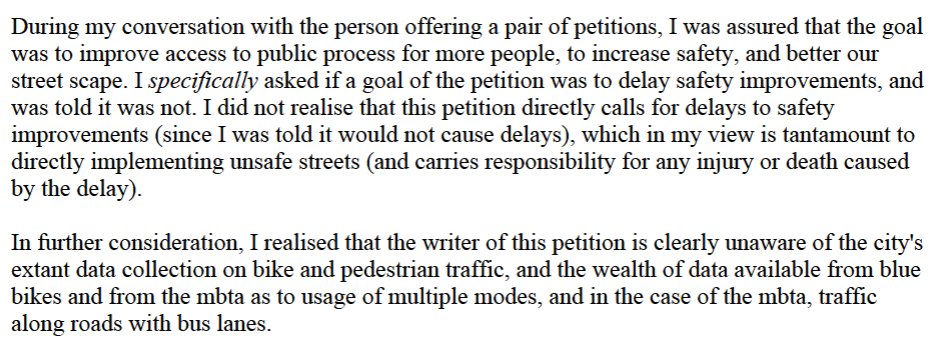 During my conversation with the person offering a pair of petitions, I was assured that the goal
was to improve access to public process for more people, to increase safety, and better our
street scape. I specifically asked if a goal of the petition was to delay safety improvements, and
was told it was not. I did not realise that this petition directly calls for delays to safety
improvements (since I was told it would not cause delays), which in my view is tantamount to
directly implementing unsafe streets (and carries responsibility for any injury or death caused
by the delay).
In further consideration, I realised that the writer of this petition is clearly unaware of the city's
extant data collection on bike and pedestrian traffic, and the wealth of data available from blue
bikes and from the mbta as to usage of multiple modes, and in the case of the mbta, traffic
along roads with bus lanes.